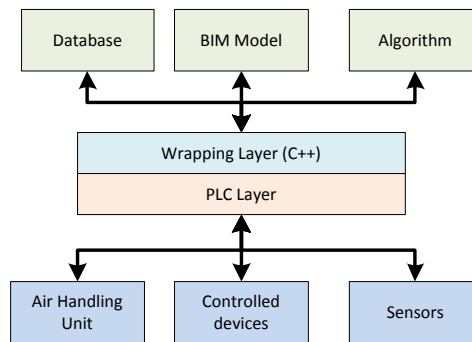 Database
BIM Model
Algorithm
Wrapping Layer (C++)
PLC Layer
Air Handling
Unit
Controlled
devices
Sensors